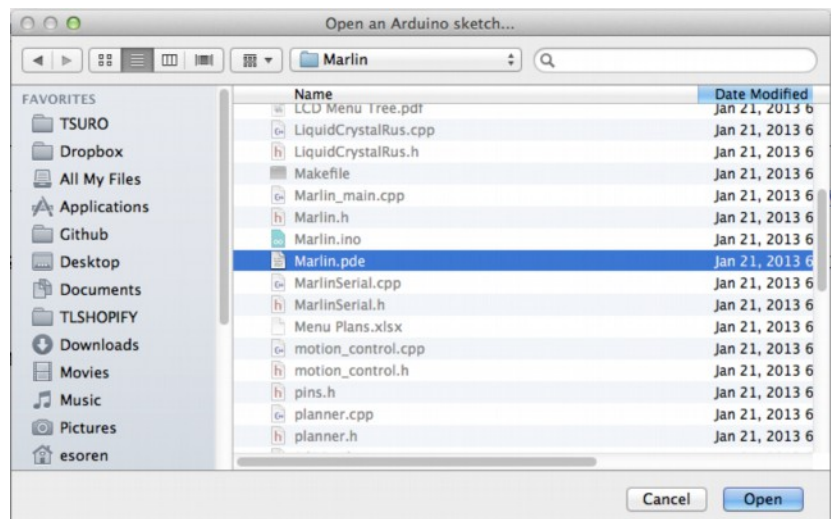 Open an Arduino sketch...
Marlin
FAVORITES
TSURO
Dropbox
All My Files
Applications
Github
Desktop
Documents
TLSHOPIFY
Downloads
Movies
Music
Pictures
esoren
Name Date Modified
LCD Menu Tree.pdf Jan 21, 2013 6
LiquidCrystalRus.cpp Jan 21, 2013 6
LiquidCrystalRus.h Jan 21, 2013 6
Makefile Jan 21, 2013 6
Marlin_main.cpp Jan 21, 2013 6
Marlin.h Jan 21, 2013 6
Marlin.ino Jan 21, 2013 6
Marlin.pde Jan 21, 2013 6
MarlinSerial.cpp Jan 21, 2013 6
MarlinSerial.h Jan 21, 2013 6
Menu Plans.xlsx Jan 21, 2013 6
motion_control.cpp Jan 21, 2013 6
motion_control.h Jan 21, 2013 6
pins.h Jan 21, 2013 6
planner.cpp Jan 21, 2013 6
planner.h Jan 21, 2013 6
Cancel Open